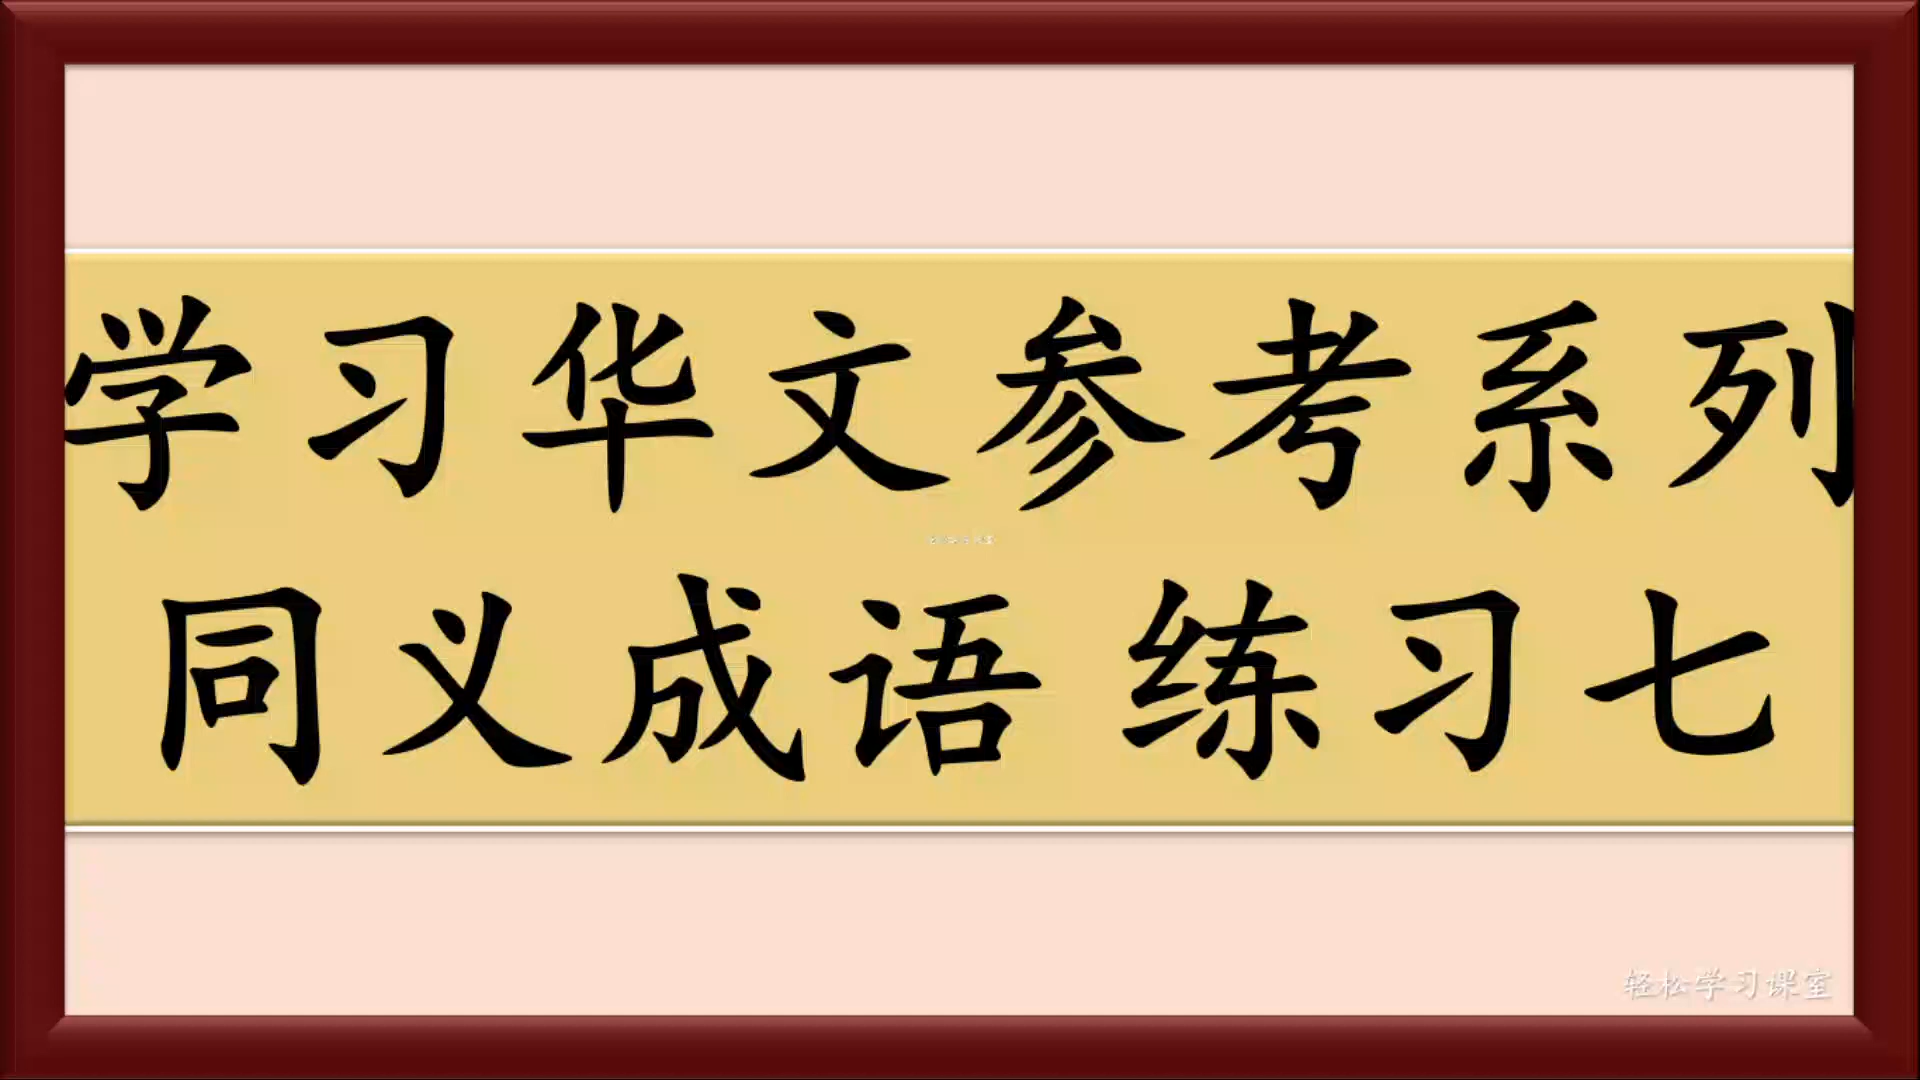 学习华文参考系列
同义成语 练习七
轻松学习课室